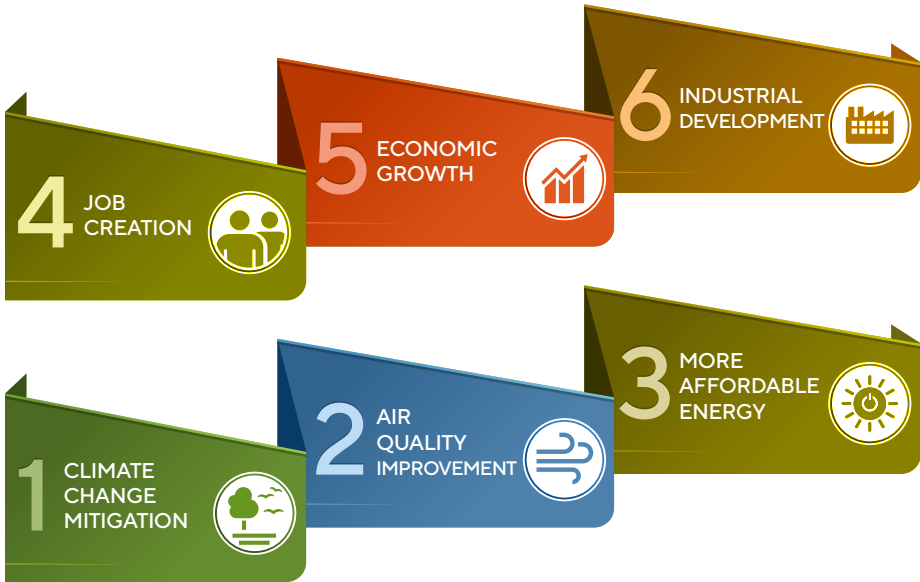 4
JOB
CREATION
5
ECONOMIC
GROWTH
6
INDUSTRIAL
DEVELOPMENT
1
CLIMATE
CHANGE
MITIGATION
2
AIR
QUALITY
IMPROVEMENT
3
MORE
AFFORDABLE
ENERGY